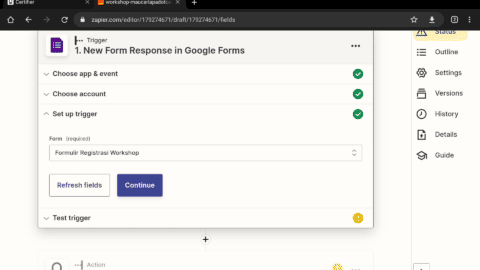 Certifier
workshop-maccarlapadot
zapier.com/editor/179274671/draft/179274671/fields
Trigger
1. New Form Response in Google Forms
Status
Choose app & event
Outline
Settings
Choose account
Versions
Set up trigger
History
Details
Form (required)
Formulir Registrasi Workshop
Guide
Refresh fields
Continue
Test trigger
Action